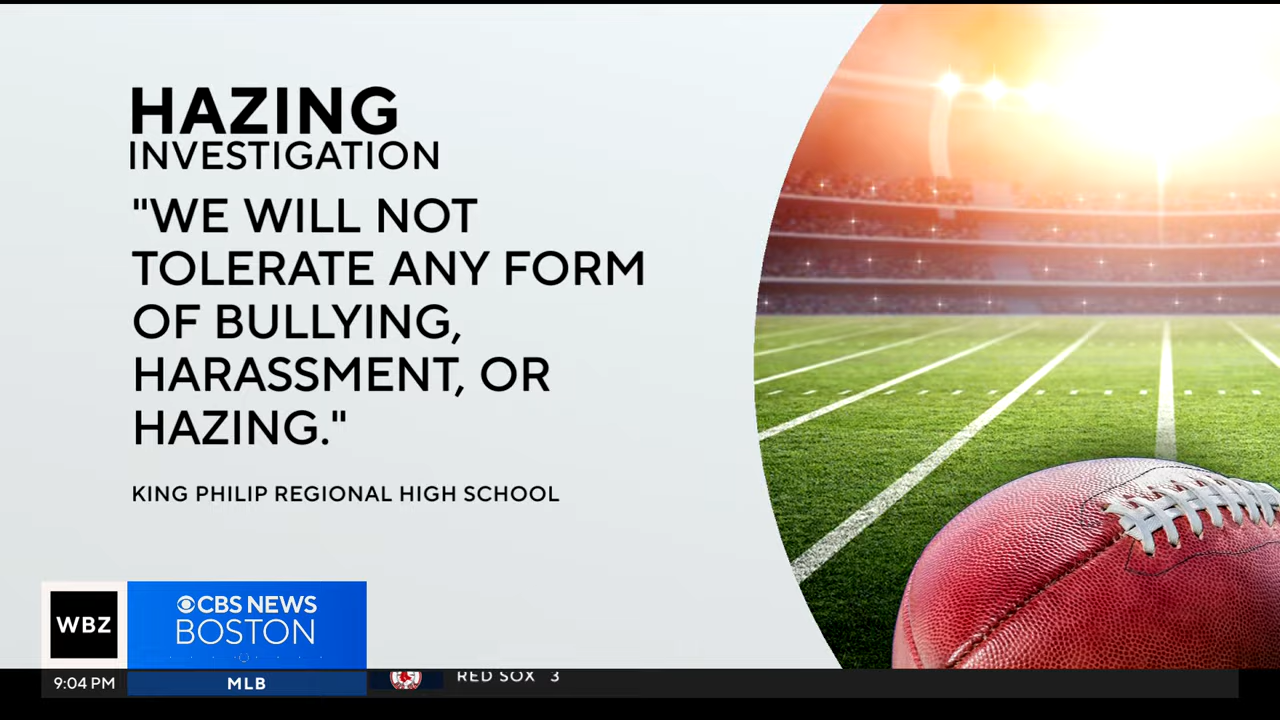 HAZING
INVESTIGATION
"WE WILL NOT
TOLERATE ANY FORM
OF BULLYING,
HARASSMENT, OR
HAZING."
KING PHILIP REGIONAL HIGH SCHOOL
WBZ
CBS NEWS
BOSTON
9:04 PM
MLB
RED SOX 3